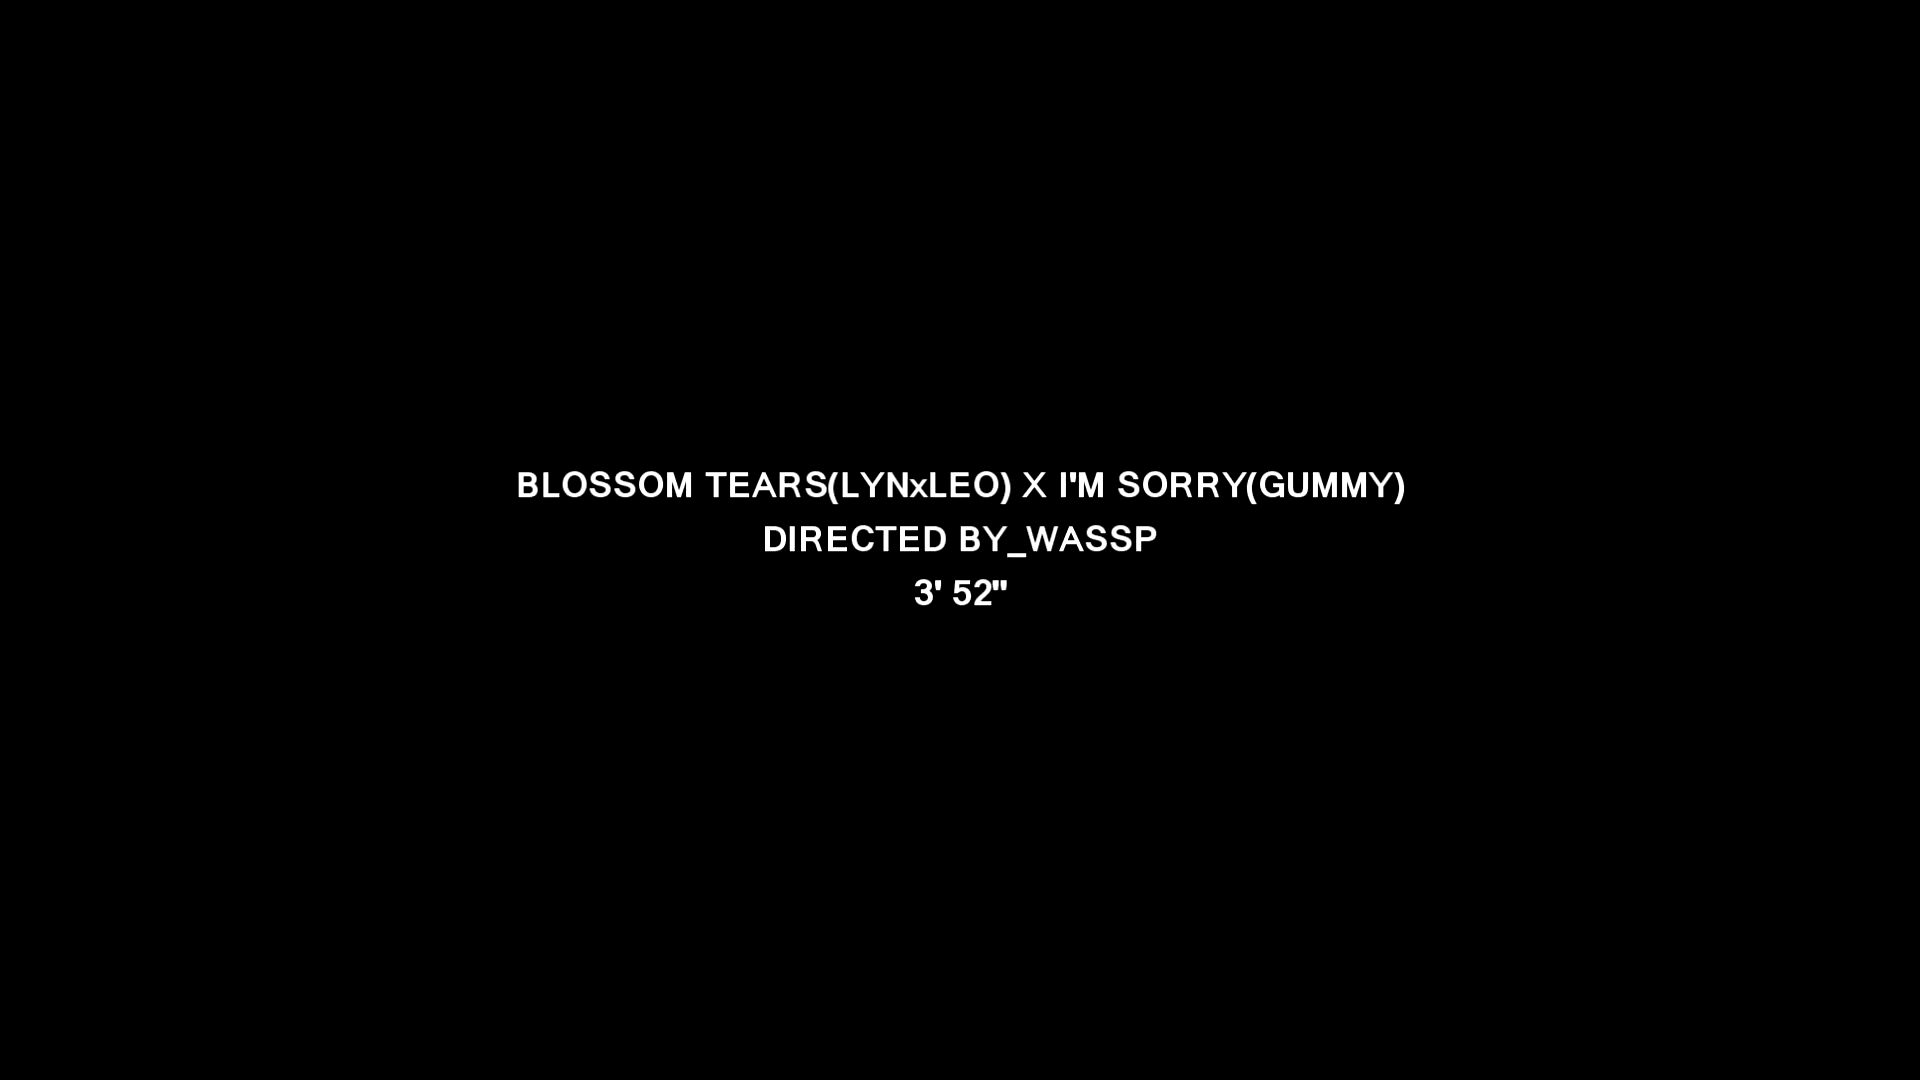 BLOSSOM TEARS(LYNxLEO) X I'M SORRY(GUMMY)
DIRECTED BY_WASSP
3' 52"